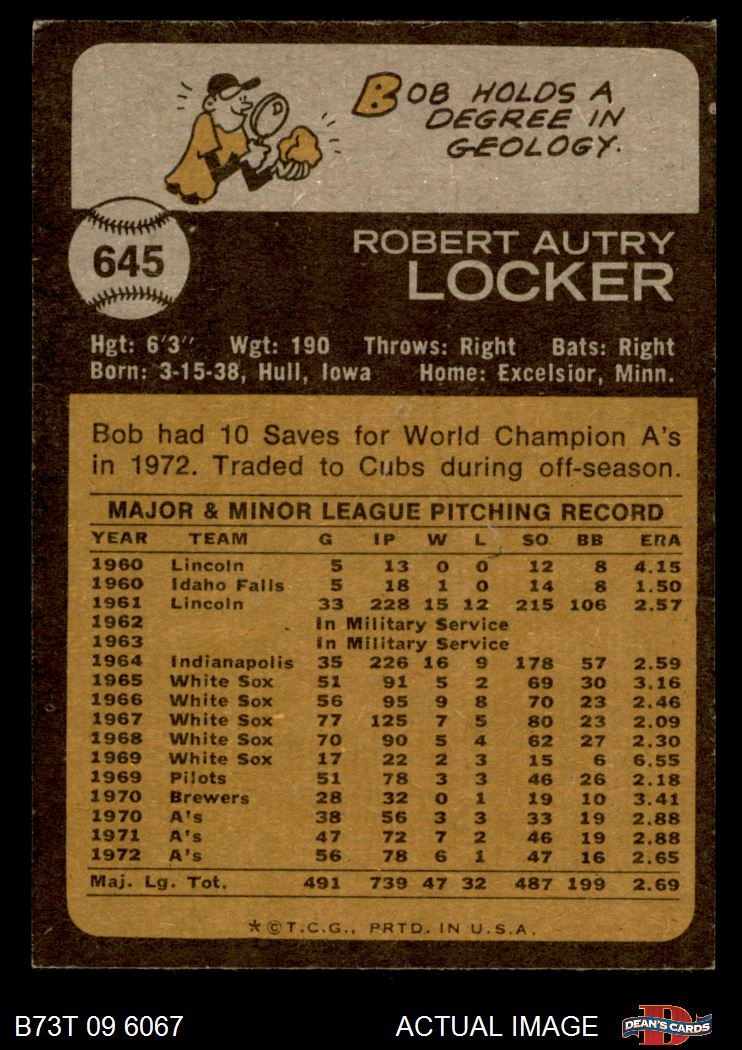 BOB HOLDS A
DEGREE IN
GEOLOGY.
645
ROBERT AUTRY
LOCKER
Hgt: 6'3" Wgt: 190 Throws: Right Bats: Right
Born: 3-15-38, Hull, Iowa Home: Excelsior, Minn.
Bob had 10 Saves for World Champion A's
in 1972. Traded to Cubs during off-season.
MAJOR & MINOR LEAGUE PITCHING RECORD
YEAR TEAM G IP W L SO BB ERA
1960 Lincoln 5 13 0 0 12 8 4.15
1960 Idaho Falls 5 18 1 0 14 8 1.50
1961 Lincoln 33 228 15 12 215 106 2.57
1962 In Military Service
1963 In Military Service
1964 Indianapolis 35 226 16 9 178 57 2.59
1965 White Sox 51 91 5 2 69 30 3.16
1966 White Sox 56 95 9 8 70 23 2.46
1967 White Sox 77 125 7 5 80 23 2.09
1968 White Sox 70 90 5 4 62 27 2.30
1969 White Sox 17 22 2 3 15 6 6.55
1969 Pilots 51 78 3 3 46 26 2.18
1970 Brewers 28 32 0 1 19 10 3.41
1970 A's 38 56 3 3 33 19 2.88
1971 A's 47 72 7 2 46 19 2.88
1972 A's 56 78 6 1 47 16 2.65
Maj. Lg. Tot. 491 739 47 32 487 199 2.69
*©T.C.G., PRTD. IN U.S.A.
B73T 09 6067 ACTUAL IMAGE D DEAN'S CARDS